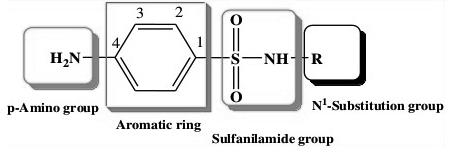 3
2
4
1
H₂N
O
S
NH
R
O
p-Amino group
Aromatic ring
Sulfanilamide group
N¹-Substitution group